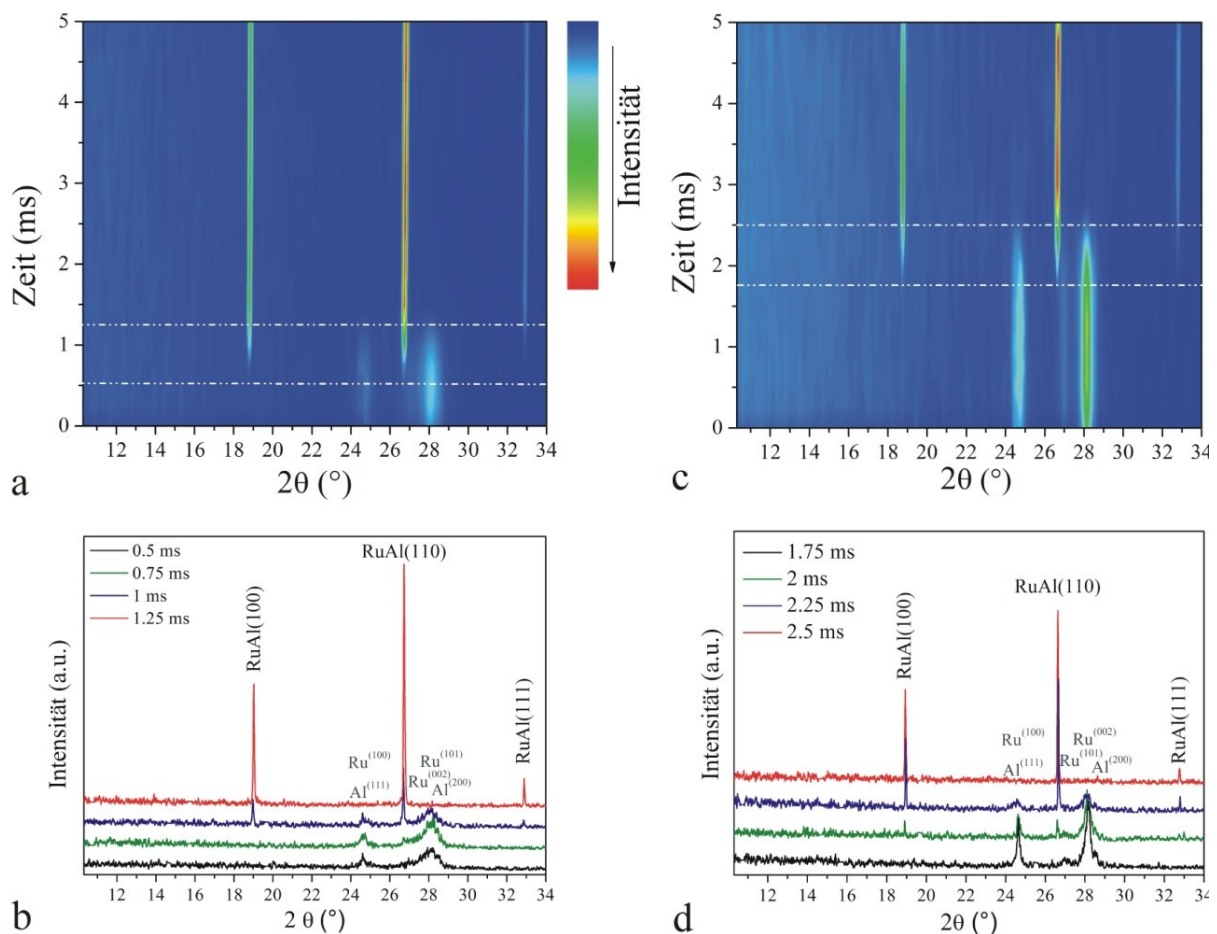 5
4
3
2
1
0
Zeit (ms)
12 14 16 18 20 22 24 26 28 30 32 34
2θ (°)
a
Intensität
5
4
3
2
1
0
Zeit (ms)
12 14 16 18 20 22 24 26 28 30 32 34
2θ (°)
c
0.5 ms
0.75 ms
1 ms
1.25 ms
RuAl(100)
RuAl(110)
RuAl(111)
Ru(100)
Al(111)
Ru(101)
Ru(002)
Al(200)
Intensität (a.u.)
12 14 16 18 20 22 24 26 28 30 32 34
2 θ (°)
b
1.75 ms
2 ms
2.25 ms
2.5 ms
RuAl(100)
RuAl(110)
RuAl(111)
Ru(100)
Al(111)
Ru(002)
Ru(101)
Al(200)
Intensität (a.u.)
12 14 16 18 20 22 24 26 28 30 32 34
2θ (°)
d